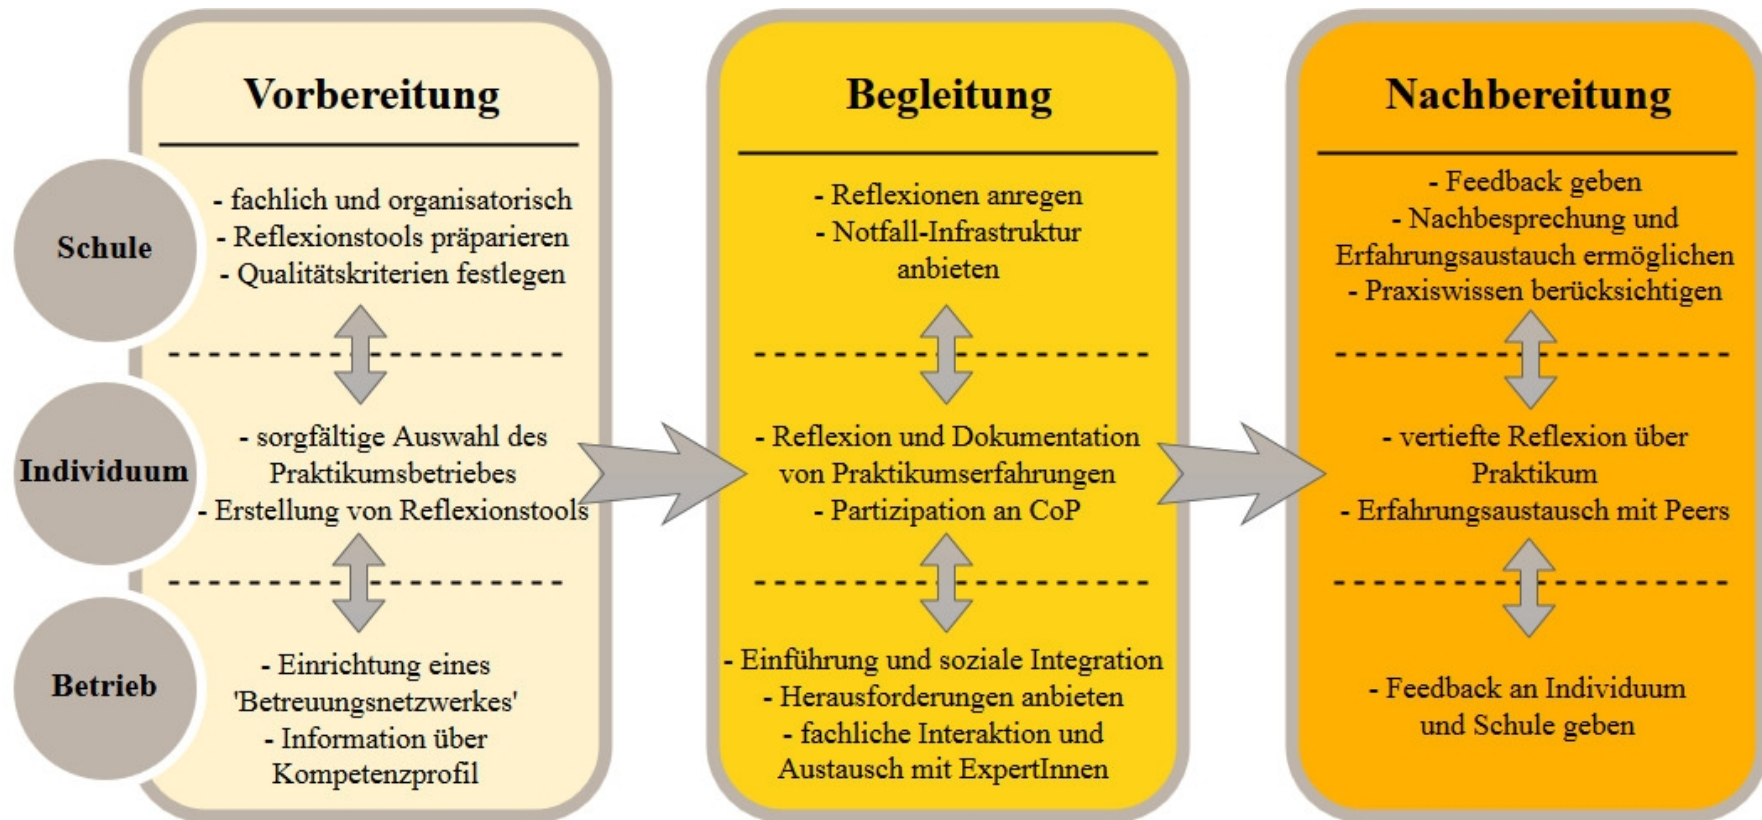 Vorbereitung
Begleitung
Nachbereitung
Schule
- fachlich und organisatorisch
- Reflexionstools präparieren
- Qualitätskriterien festlegen
- Reflexionen anregen
- Notfall-Infrastruktur
anbieten
- Feedback geben
- Nachbesprechung und
Erfahrungsaustauch ermöglichen
- Praxiswissen berücksichtigen
Individuum
- sorgfältige Auswahl des
Praktikumsbetriebes
- Erstellung von Reflexionstools
- Reflexion und Dokumentation
von Praktikumserfahrungen
- Partizipation an CoP
- vertiefte Reflexion über
Praktikum
- Erfahrungsaustausch mit Peers
Betrieb
- Einrichtung eines
'Betreuungsnetzwerkes'
- Information über
Kompetenzprofil
- Einführung und soziale Integration
- Herausforderungen anbieten
- fachliche Interaktion und
Austausch mit ExpertInnen
- Feedback an Individuum
und Schule geben